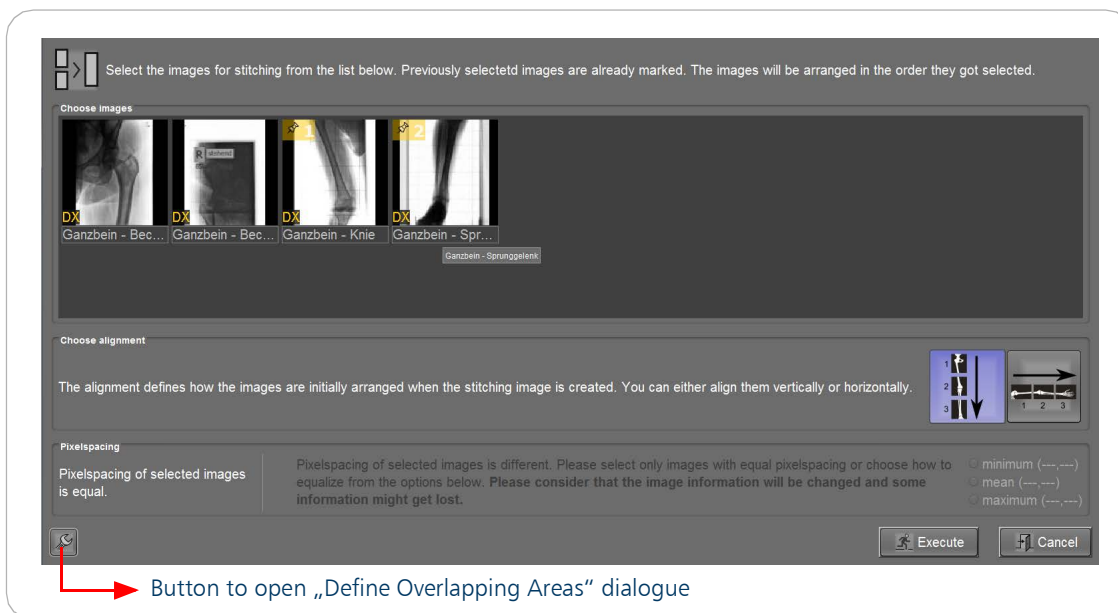 Select the images for stitching from the list below. Previously selectetd images are already marked. The images will be arranged in the order they got selected.
Choose images
1
2
R
stehend
DX
DX
DX
DX
Ganzbein - Bec...
Ganzbein - Bec...
Ganzbein - Knie
Ganzbein - Spr...
Ganzbein - Sprunggelenk
Choose alignment
The alignment defines how the images are initially arranged when the stitching image is created. You can either align them vertically or horizontally.
1
2
3
1 2 3
Pixelspacing
Pixelspacing of selected images
is equal.
Pixelspacing of selected images is different. Please select only images with equal pixelspacing or choose how to
equalize from the options below. Please consider that the image information will be changed and some
information might get lost.
minimum (---,---)
mean (---,---)
maximum (---,---)
Execute
Cancel
Button to open „Define Overlapping Areas“ dialogue